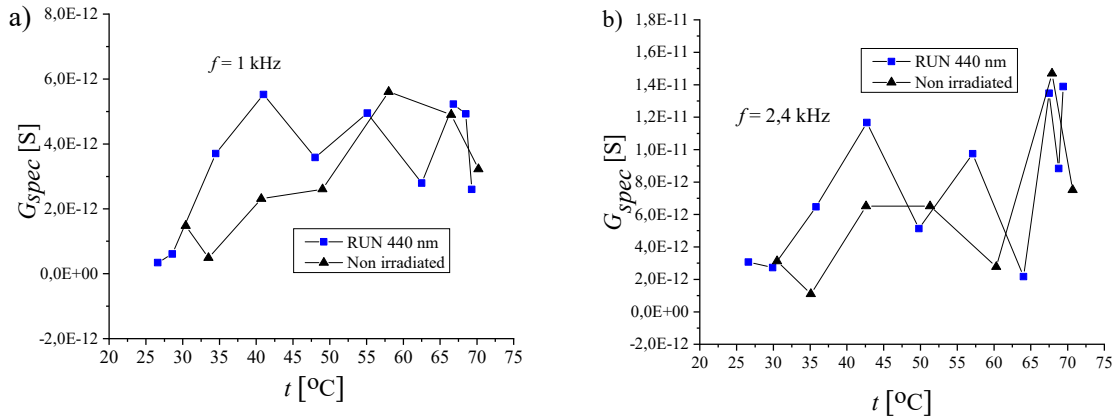 a)
f = 1 kHz
8,0E-12
6,0E-12
4,0E-12
2,0E-12
0,0E+00
-2,0E-12
Gspec [S]
RUN 440 nm
Non irradiated
20 25 30 35 40 45 50 55 60 65 70 75
t [ºC]
b)
f = 2,4 kHz
1,8E-11
1,6E-11
1,4E-11
1,2E-11
1,0E-11
8,0E-12
6,0E-12
4,0E-12
2,0E-12
0,0E-12
-2,0E-12
Gspec [S]
RUN 440 nm
Non irradiated
20 25 30 35 40 45 50 55 60 65 70 75
t [ºC]